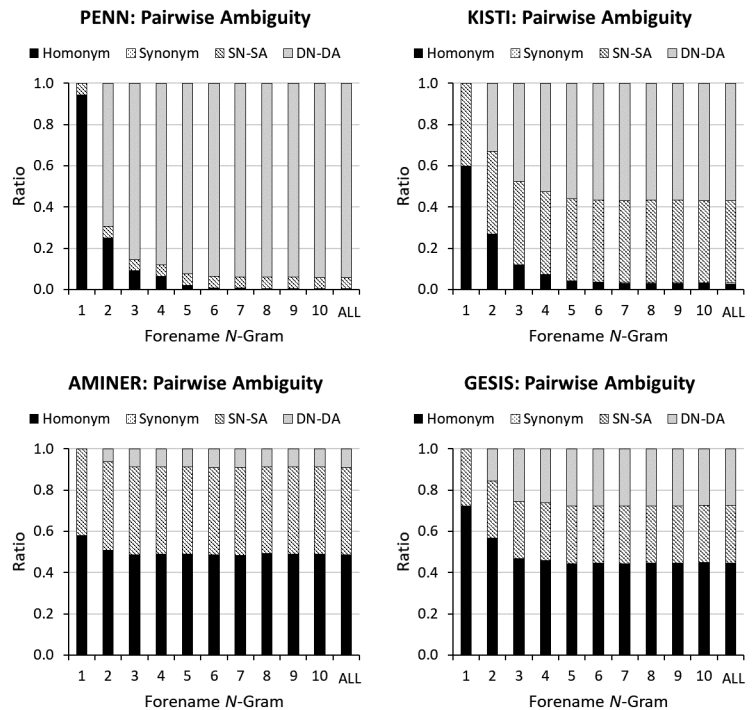 PENN: Pairwise Ambiguity
Homonym Synonym SN-SA DN-DA
1.0
0.8
0.6
0.4
0.2
0.0
Ratio
1 2 3 4 5 6 7 8 9 10 ALL
Forename N-Gram
KISTI: Pairwise Ambiguity
Homonym Synonym SN-SA DN-DA
1.0
0.8
0.6
0.4
0.2
0.0
Ratio
1 2 3 4 5 6 7 8 9 10 ALL
Forename N-Gram
AMINER: Pairwise Ambiguity
Homonym Synonym SN-SA DN-DA
1.0
0.8
0.6
0.4
0.2
0.0
Ratio
1 2 3 4 5 6 7 8 9 10 ALL
Forename N-Gram
GESIS: Pairwise Ambiguity
Homonym Synonym SN-SA DN-DA
1.0
0.8
0.6
0.4
0.2
0.0
Ratio
1 2 3 4 5 6 7 8 9 10 ALL
Forename N-Gram